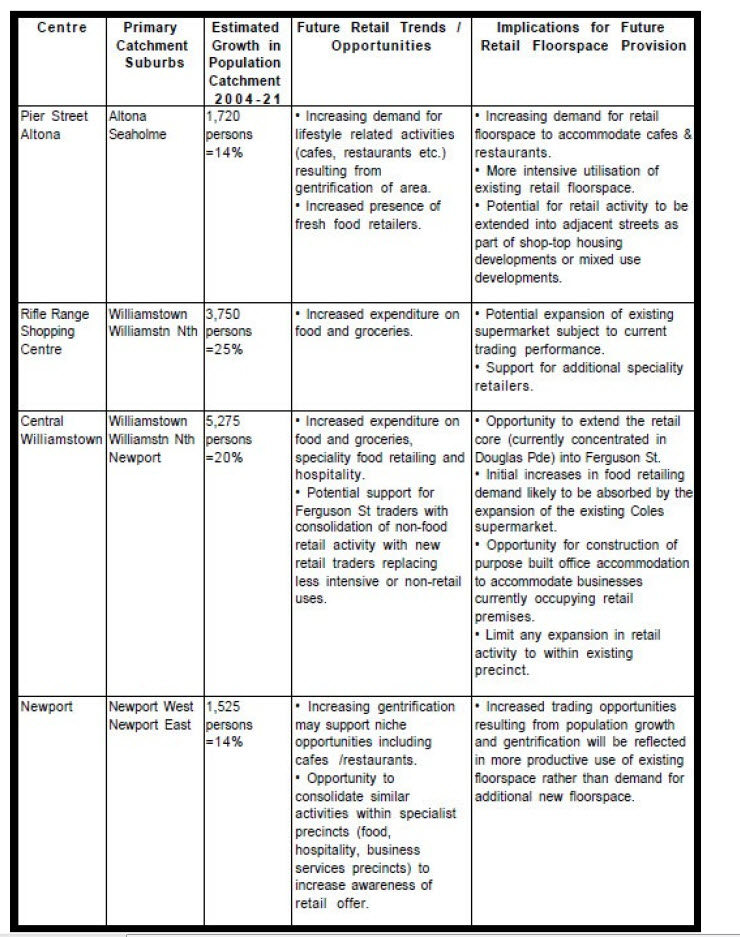 Centre
Primary
Catchment
Suburbs
Estimated
Growth in
Population
Catchment
2004-21
Future Retail Trends /
Opportunities
Implications for Future
Retail Floorspace Provision
Pier Street
Altona
Altona
Seaholme
1,720
persons
=14%
• Increasing demand for
lifestyle related activities
(cafes, restaurants etc.)
resulting from
gentrification of area.
• Increased presence of
fresh food retailers.
• Increasing demand for retail
floorspace to accommodate cafes &
restaurants.
• More intensive utilisation of
existing retail floorspace.
• Potential for retail activity to be
extended into adjacent streets as
part of shop-top housing
developments or mixed use
developments.
Rifle Range
Shopping
Centre
Williamstown
Williamstn Nth
3,750
persons
=25%
• Increased expenditure on
food and groceries.
• Potential expansion of existing
supermarket subject to current
trading performance.
• Support for additional speciality
retailers.
Central
Williamstown
Williamstown
Williamstn Nth
Newport
5,275
persons
=20%
• Increased expenditure on
food and groceries,
speciality food retailing and
hospitality.
• Potential support for
Ferguson St traders with
consolidation of non-food
retail activity with new
retail traders replacing
less intensive or non-retail
uses.
• Opportunity to extend the retail
core (currently concentrated in
Douglas Pde) into Ferguson St.
• Initial increases in food retailing
demand likely to be absorbed by the
expansion of the existing Coles
supermarket.
• Opportunity for construction of
purpose built office accommodation
to accommodate businesses
currently occupying retail
premises.
• Limit any expansion in retail
activity to within existing
precinct.
Newport
Newport West
Newport East
1,525
persons
=14%
• Increasing gentrification
may support niche
opportunities including
cafes /restaurants.
• Opportunity to
consolidate similar
activities within specialist
precincts (food,
hospitality, business
services precincts) to
increase awareness of
retail offer.
• Increased trading opportunities
resulting from population growth
and gentrification will be reflected
in more productive use of existing
floorspace rather than demand for
additional new floorspace.